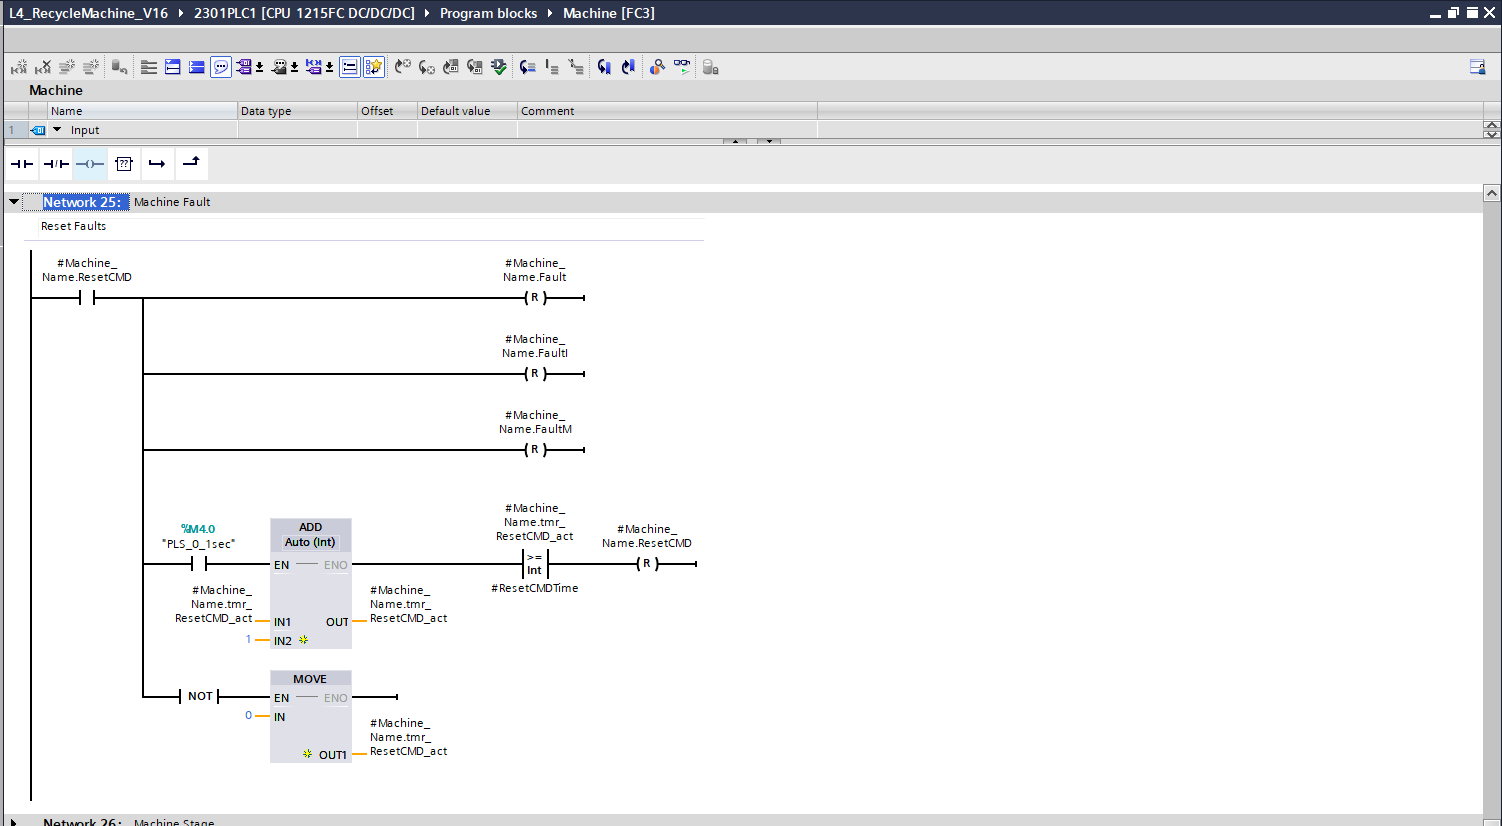 L4_RecycleMachine_V16 ▸ 2301PLC1 [CPU 1215FC DC/DC/DC] ▸ Program blocks ▸ Machine [FC3]
Machine
Name Data type Offset Default value Comment
1 Input
??
Network 25: Machine Fault
Reset Faults
#Machine_
Name.ResetCMD
#Machine_
Name.Fault
R
#Machine_
Name.FaultI
R
#Machine_
Name.FaultM
R
%M4.0
"PLS_0_1sec"
ADD
Auto (Int)
EN ENO
#Machine_
Name.tmr_
ResetCMD_act
IN1
1 IN2
OUT
#Machine_
Name.tmr_
ResetCMD_act
#Machine_
Name.tmr_
ResetCMD_act
>=
Int
#ResetCMDTime
#Machine_
Name.ResetCMD
R
NOT
MOVE
EN ENO
0 IN
OUT1
#Machine_
Name.tmr_
ResetCMD_act
Network 26: Machine Stage